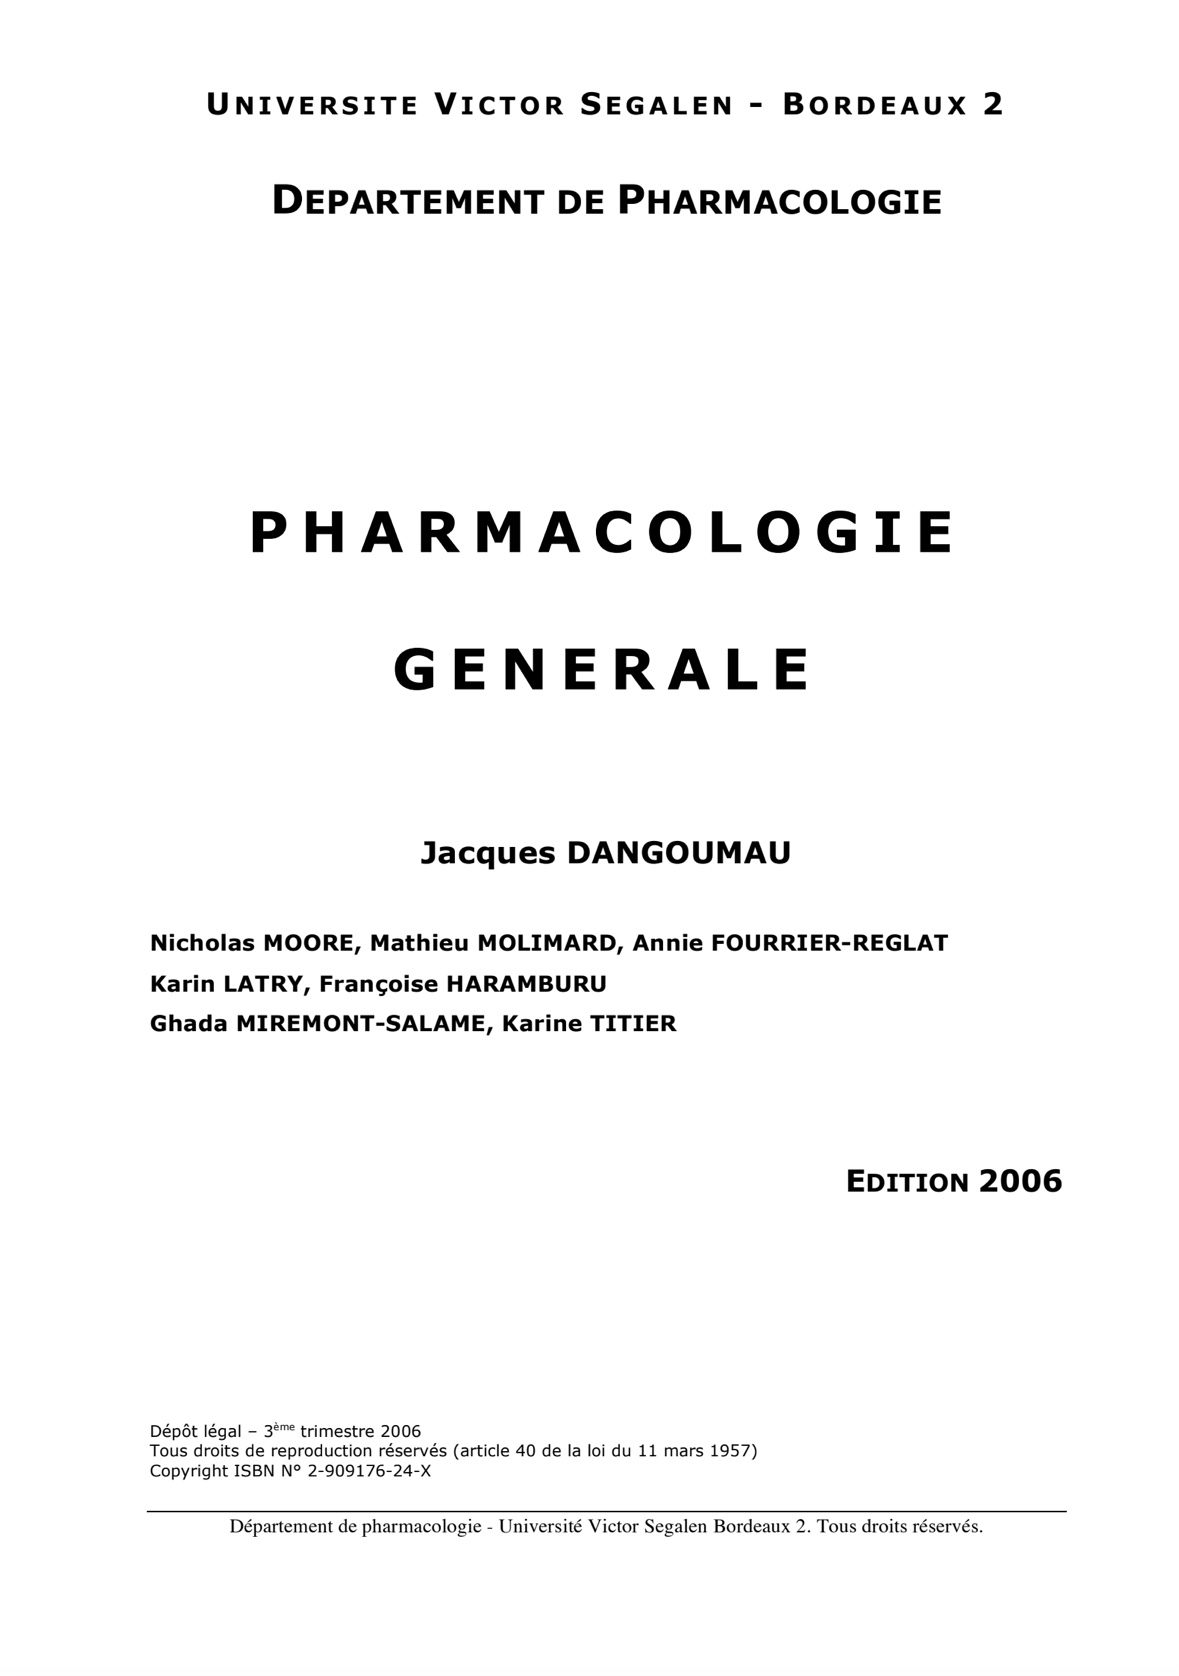 UNIVERSITE VICTOR SEGALEN - BORDEAUX 2
DEPARTEMENT DE PHARMACOLOGIE
PHARMACOLOGIE
GENERALE
Jacques DANGOUMAU
Nicholas MOORE, Mathieu MOLIMARD, Annie FOURRIER-REGLAT
Karin LATRY, Françoise HARAMBURU
Ghada MIREMONT-SALAME, Karine TITIER
EDITION 2006
Dépôt légal – 3ème trimestre 2006
Tous droits de reproduction réservés (article 40 de la loi du 11 mars 1957)
Copyright ISBN N° 2-909176-24-X
Département de pharmacologie - Université Victor Segalen Bordeaux 2. Tous droits réservés.